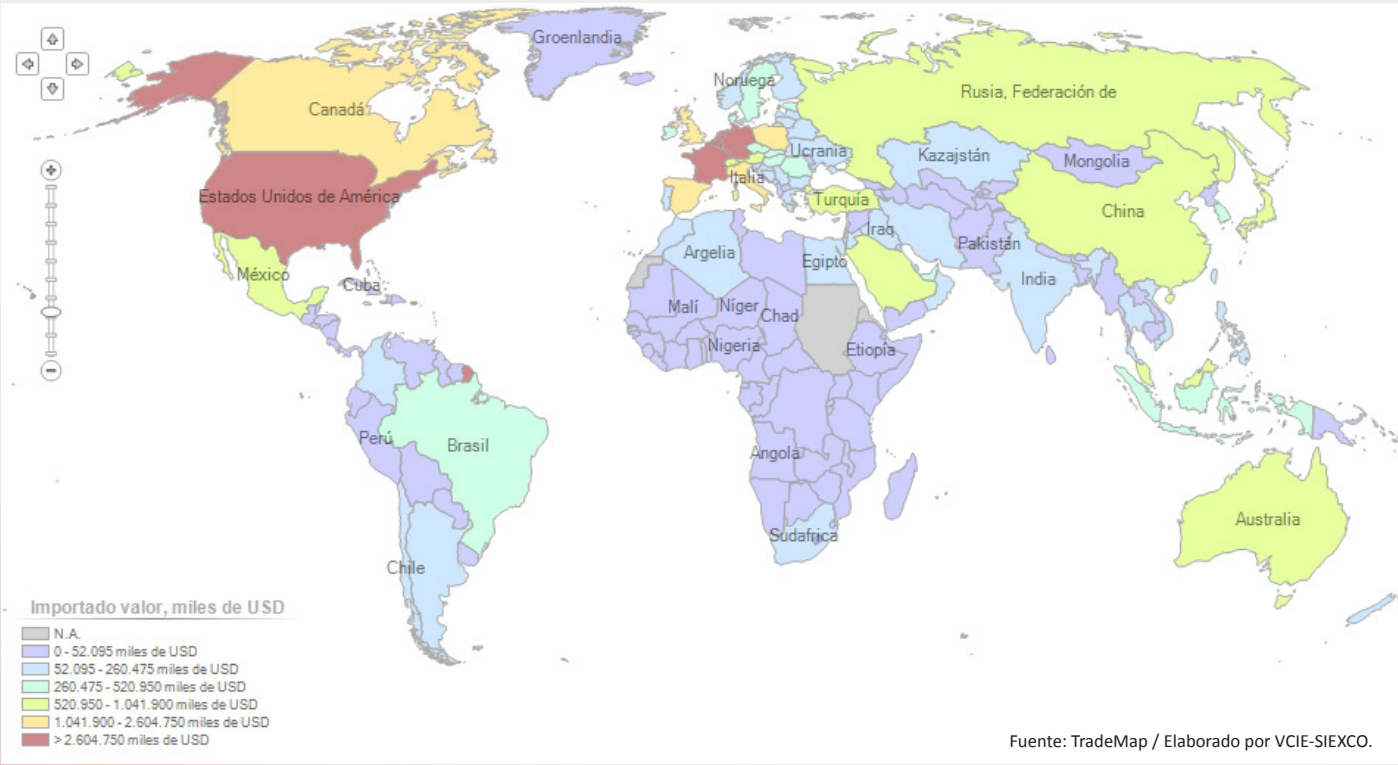 Groenlandia
Noruega
Rusia, Federación de
Canadá
Ucrania
Kazajstán
Mongolia
Italia
Estados Unidos de América
Turquía
China
Iraq
Pakistán
Argelia
Egipto
México
India
Cuba
Malí
Níger
Chad
Nigeria
Etiopía
Perú
Brasil
Angola
Australia
Sudafrica
Chile
Importado valor, miles de USD
N.A.
0 - 52.095 miles de USD
52.095 - 260.475 miles de USD
260.475 - 520.950 miles de USD
520.950 - 1.041.900 miles de USD
1.041.900 - 2.604.750 miles de USD
> 2.604.750 miles de USD
Fuente: TradeMap / Elaborado por VCIE-SIEXCO.